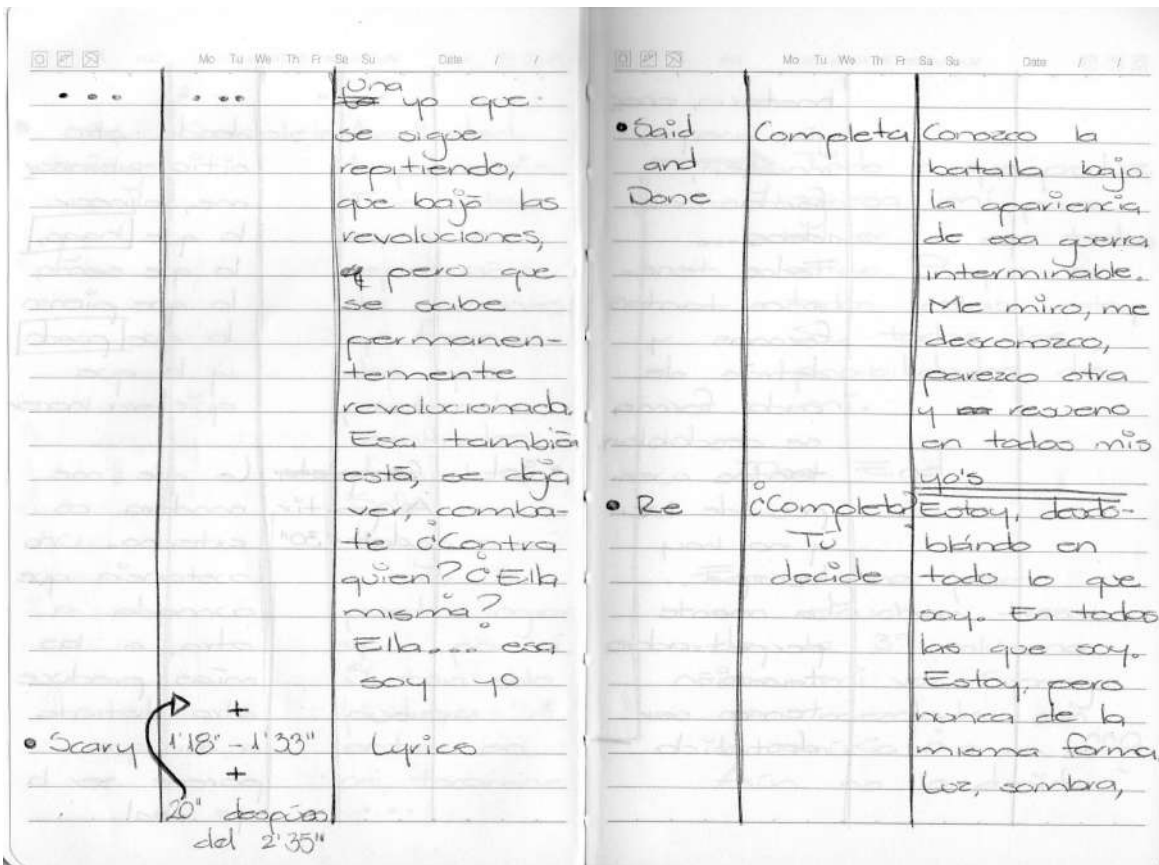 Mo Tu We Th Fr Sa Su Date / /
• • • • • • Una yo que
se sigue
repitiendo,
que bajó las
revoluciones,
pero que
se sabe
permanen-
temente
revolucionada.
Esa también
está, se deja
ver, comba-
te ¿Contra
quien? ¿Ella
misma?
Ella... esa
soy yo
+
• Scary 1'18" - 1'33" Lyrics
+
20" después
del 2'35"
Mo Tu We Th Fr Sa Su Date / /
• Said Completa Conozco la
and batalla bajo
Done la apariencia
de esa guerra
interminable.
Me miro, me
desconozco,
parezco otra
y resueno
en todos mis
yo's
• Re ¿Completa? Estoy, desdo-
Tú blándo en
decide todo lo que
soy. En todas
las que soy.
Estoy, pero
nunca de la
misma forma
Luz, sombra,